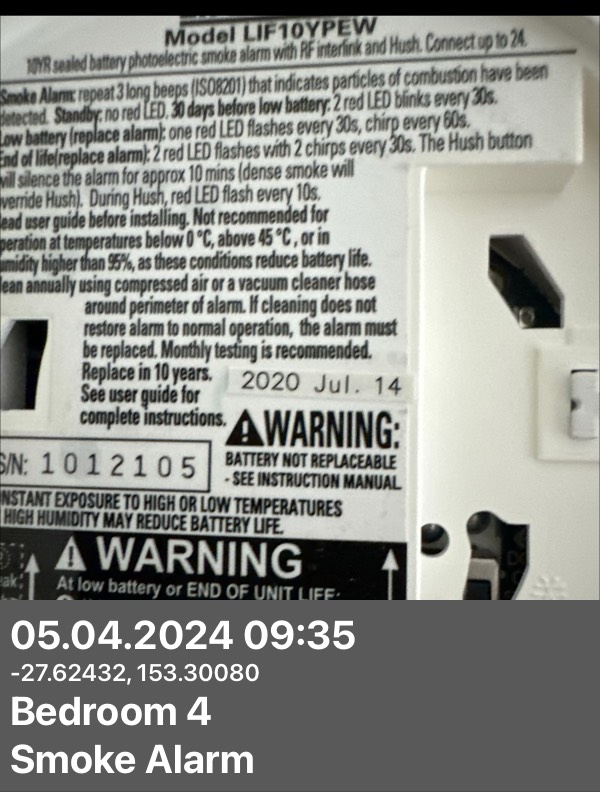 Model LIF10YPEW
10YR sealed battery photoelectric smoke alarm with RF interlink and Hush. Connect up to 24.
Smoke Alarm: repeat 3 long beeps (ISO8201) that indicates particles of combustion have been
detected. Standby: no red LED. 30 days before low battery: 2 red LED blinks every 30s.
Low battery (replace alarm): one red LED flashes every 30s, chirp every 60s.
End of life(replace alarm): 2 red LED flashes with 2 chirps every 30s. The Hush button
will silence the alarm for approx 10 mins (dense smoke will
override Hush). During Hush, red LED flash every 10s.
Read user guide before installing. Not recommended for
operation at temperatures below 0 °C, above 45 °C, or in
humidity higher than 95%, as these conditions reduce battery life.
Clean annually using compressed air or a vacuum cleaner hose
around perimeter of alarm. If cleaning does not
restore alarm to normal operation, the alarm must
be replaced. Monthly testing is recommended.
Replace in 10 years.
See user guide for
complete instructions.
2020 Jul. 14
⚠WARNING:
BATTERY NOT REPLACEABLE
- SEE INSTRUCTION MANUAL
S/N: 1012105
CONSTANT EXPOSURE TO HIGH OR LOW TEMPERATURES
HIGH HUMIDITY MAY REDUCE BATTERY LIFE.
⚠ WARNING
At low battery or END OF UNIT LIFE:
05.04.2024 09:35
-27.62432, 153.30080
Bedroom 4
Smoke Alarm